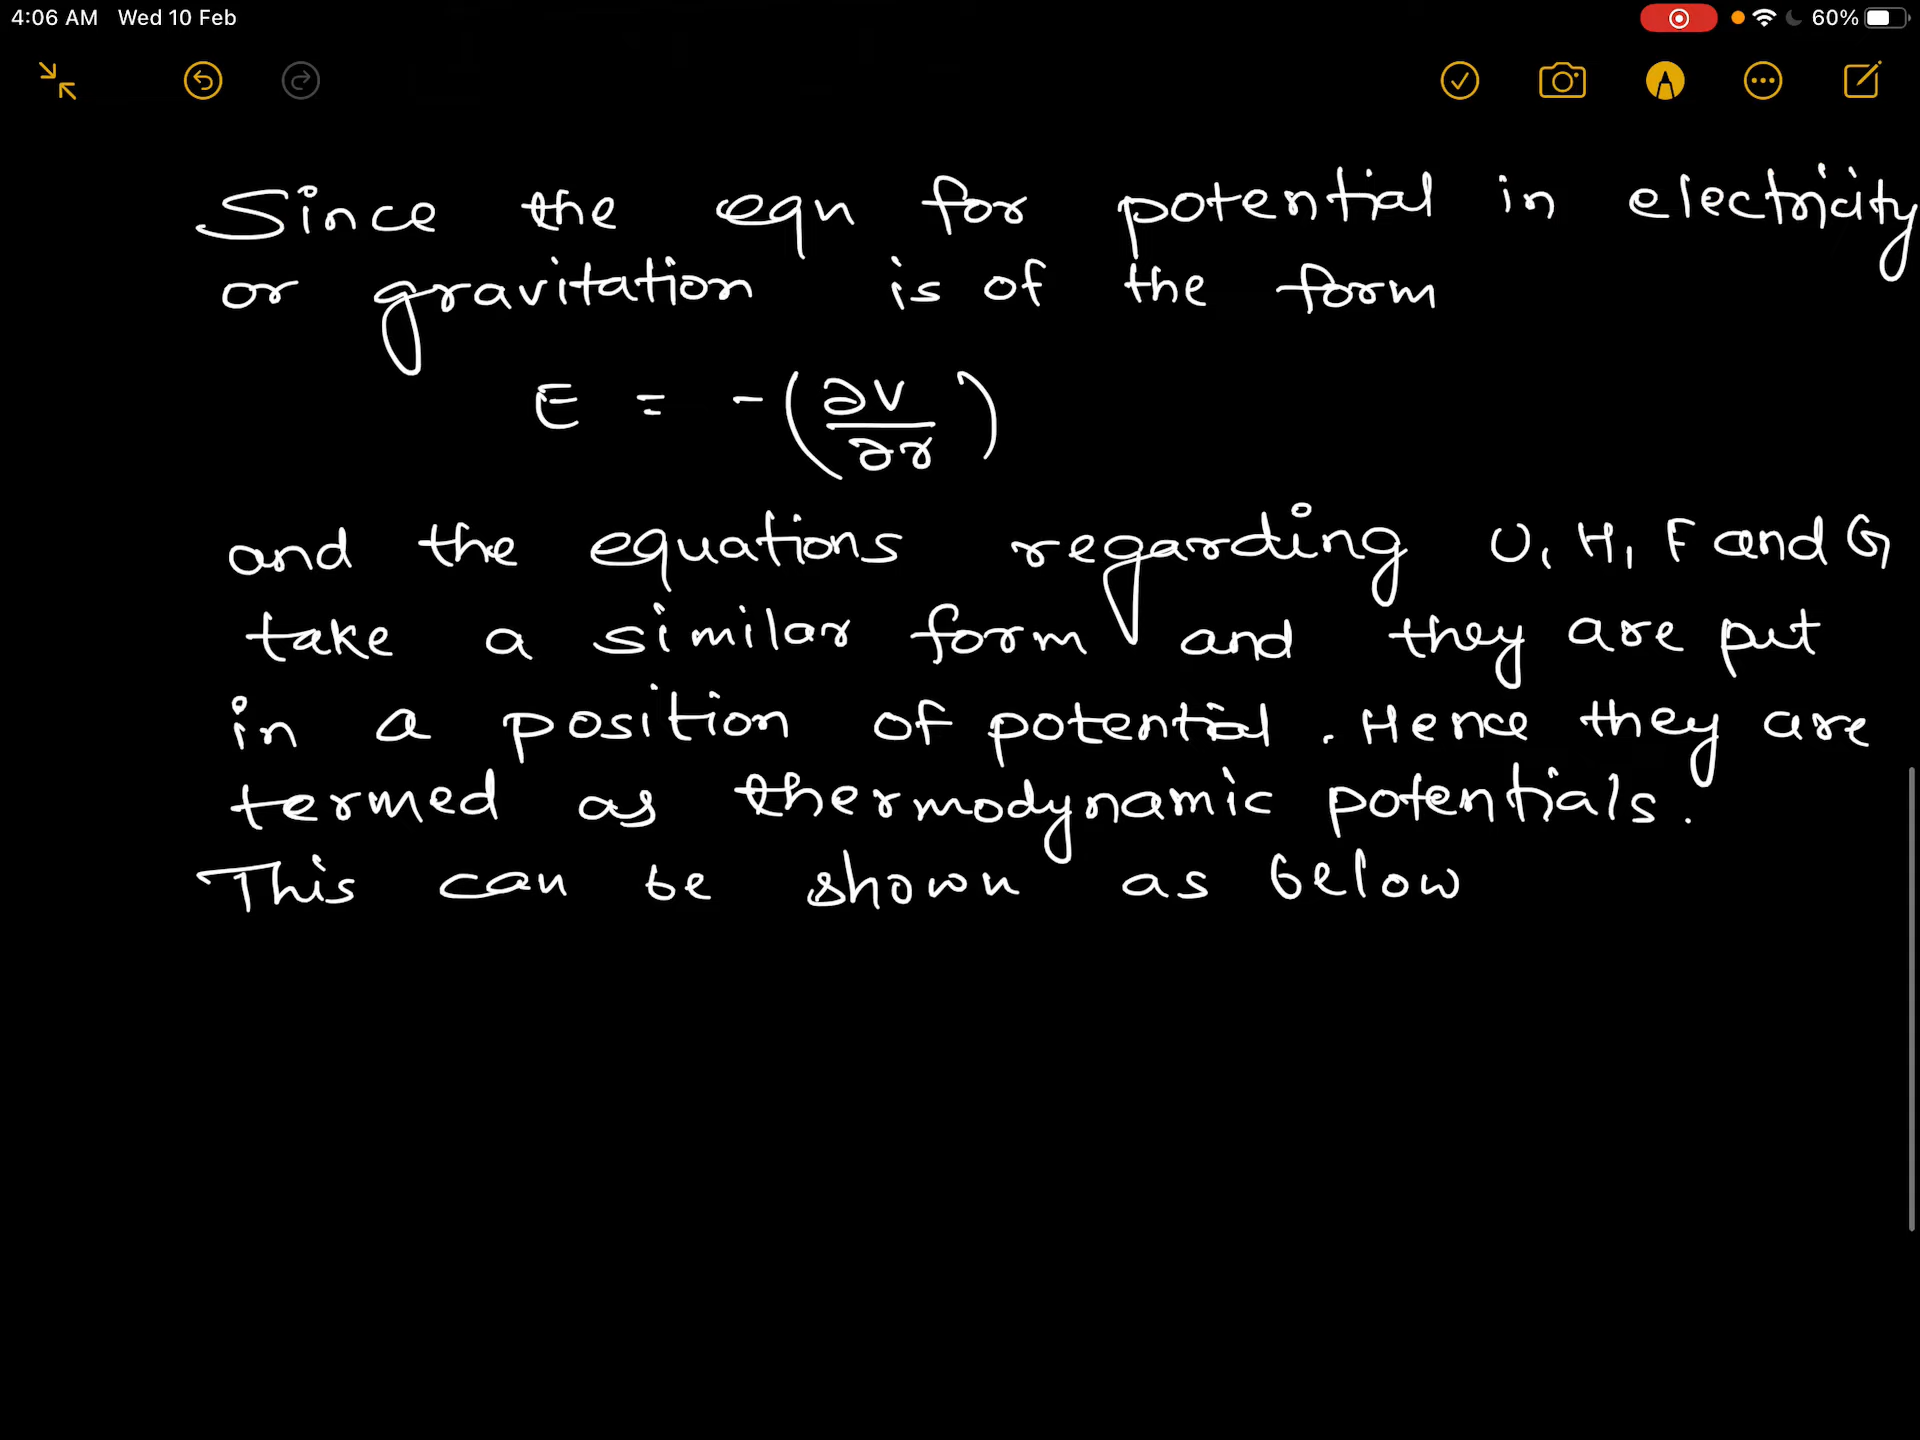 4:06 AM Wed 10 Feb 60%
Since the eqn for potential in electricity
or gravitation is of the form
E = -(∂V/∂r)
and the equations regarding U, H, F and G
take a similar form and they are put
in a position of potential. Hence they are
termed as thermodynamic potentials.
This can be shown as below